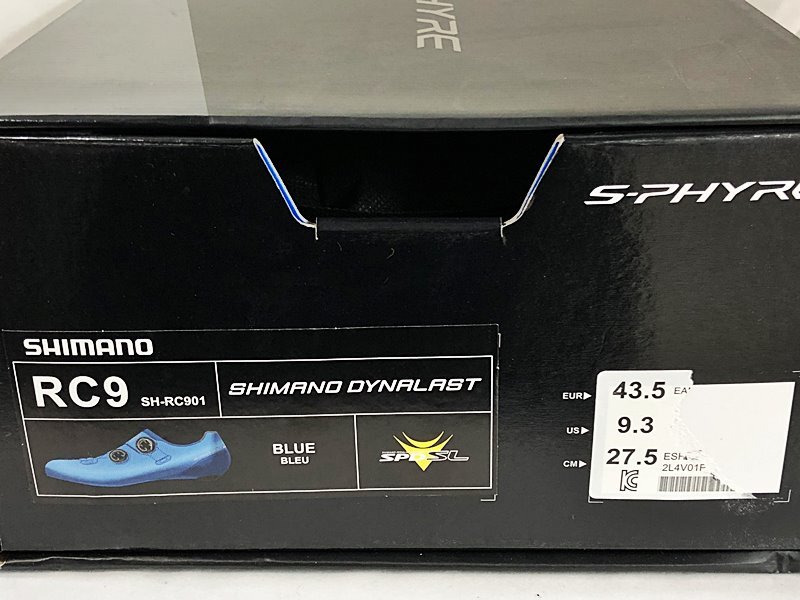 S-PHYRE
SHIMANO
RC9 SH-RC901
SHIMANO DYNALAST
BLUE
BLEU
SPD-SL
EUR▶ 43.5
US▶ 9.3
CM▶ 27.5
2L4V01F